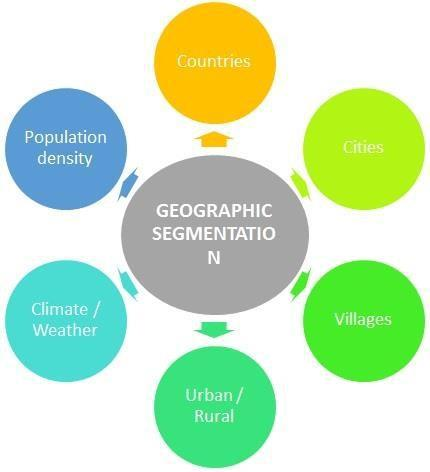 Countries
Population
density
Cities
GEOGRAPHIC
SEGMENTATIO
N
Climate /
Weather
Villages
Urban /
Rural